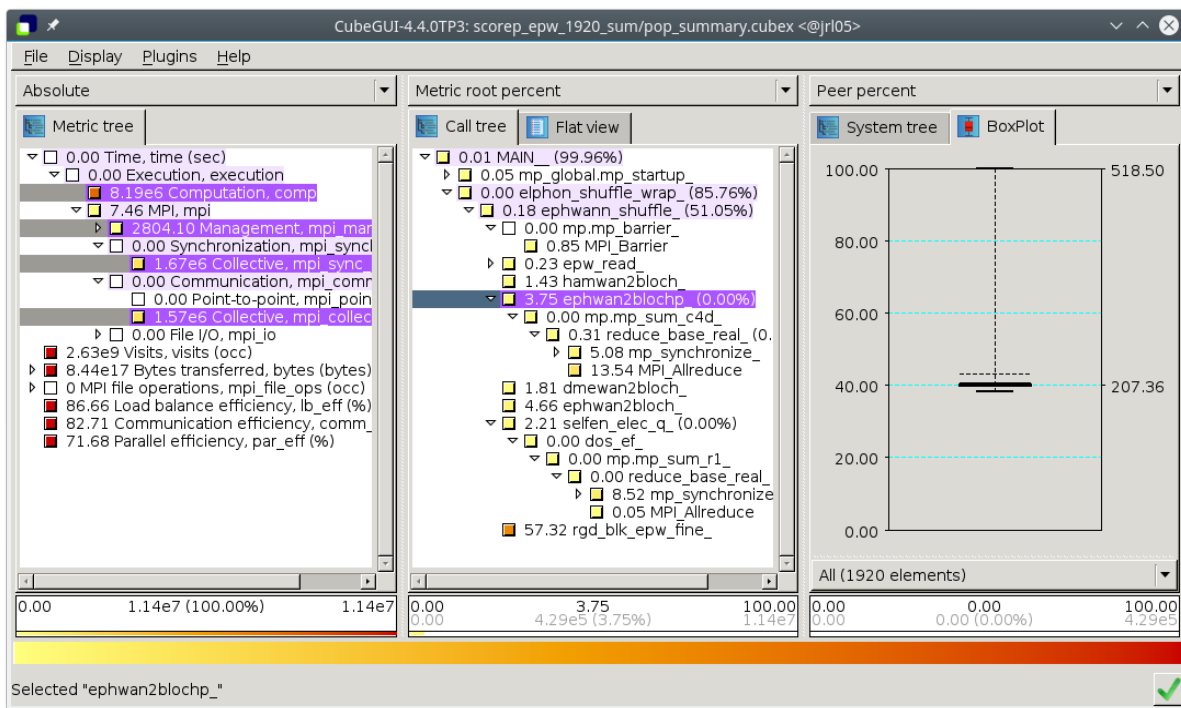 CubeGUI-4.4.0TP3: scorep_epw_1920_sum/pop_summary.cubex <@jrl05>
File Display Plugins Help
Absolute
Metric tree
0.00 Time, time (sec)
0.00 Execution, execution
8.19e6 Computation, comp
7.46 MPI, mpi
2804.10 Management, mpi_mar
0.00 Synchronization, mpi_syncl
1.67e6 Collective, mpi_sync_
0.00 Communication, mpi_comr
0.00 Point-to-point, mpi_poin
1.57e6 Collective, mpi_collec
0.00 File I/O, mpi_io
2.63e9 Visits, visits (occ)
8.44e17 Bytes transferred, bytes (bytes)
0 MPI file operations, mpi_file_ops (occ)
86.66 Load balance efficiency, lb_eff (%)
82.71 Communication efficiency, comm_
71.68 Parallel efficiency, par_eff (%)
0.00 1.14e7 (100.00%) 1.14e7
Metric root percent
Call tree Flat view
0.01 MAIN__ (99.96%)
0.05 mp_global.mp_startup_
0.00 elphon_shuffle_wrap_ (85.76%)
0.18 ephwann_shuffle_ (51.05%)
0.00 mp.mp_barrier_
0.85 MPI_Barrier
0.23 epw_read_
1.43 hamwan2bloch_
3.75 ephwan2blochp_ (0.00%)
0.00 mp.mp_sum_c4d_
0.31 reduce_base_real_ (0.
5.08 mp_synchronize_
13.54 MPI_Allreduce
1.81 dmewan2bloch_
4.66 ephwan2bloch_
2.21 selfen_elec_q_ (0.00%)
0.00 dos_ef_
0.00 mp.mp_sum_r1_
0.00 reduce_base_real_
8.52 mp_synchronize
0.05 MPI_Allreduce
57.32 rgd_blk_epw_fine_
0.00 3.75 100.00
0.00 4.29e5 (3.75%) 1.14e7
Peer percent
System tree BoxPlot
100.00 518.50
80.00
60.00
40.00 207.36
20.00
0.00
All (1920 elements)
0.00 0.00 100.00
0.00 0.00 (0.00%) 4.29e5
Selected "ephwan2blochp_"